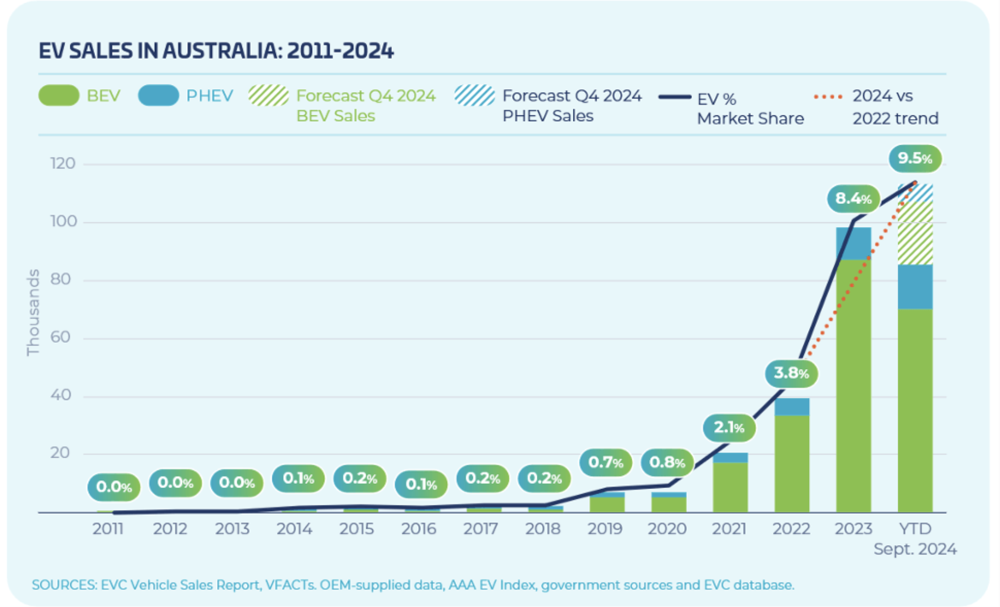 EV SALES IN AUSTRALIA: 2011-2024
BEV
PHEV
Forecast Q4 2024
BEV Sales
Forecast Q4 2024
PHEV Sales
EV %
Market Share
2024 vs
2022 trend
Thousands
120
100
80
60
40
20
0.0%
0.0%
0.0%
0.1%
0.2%
0.1%
0.2%
0.2%
0.7%
0.8%
2.1%
3.8%
8.4%
9.5%
2011
2012
2013
2014
2015
2016
2017
2018
2019
2020
2021
2022
2023
YTD
Sept. 2024
SOURCES: EVC Vehicle Sales Report, VFACTs. OEM-supplied data, AAA EV Index, government sources and EVC database.